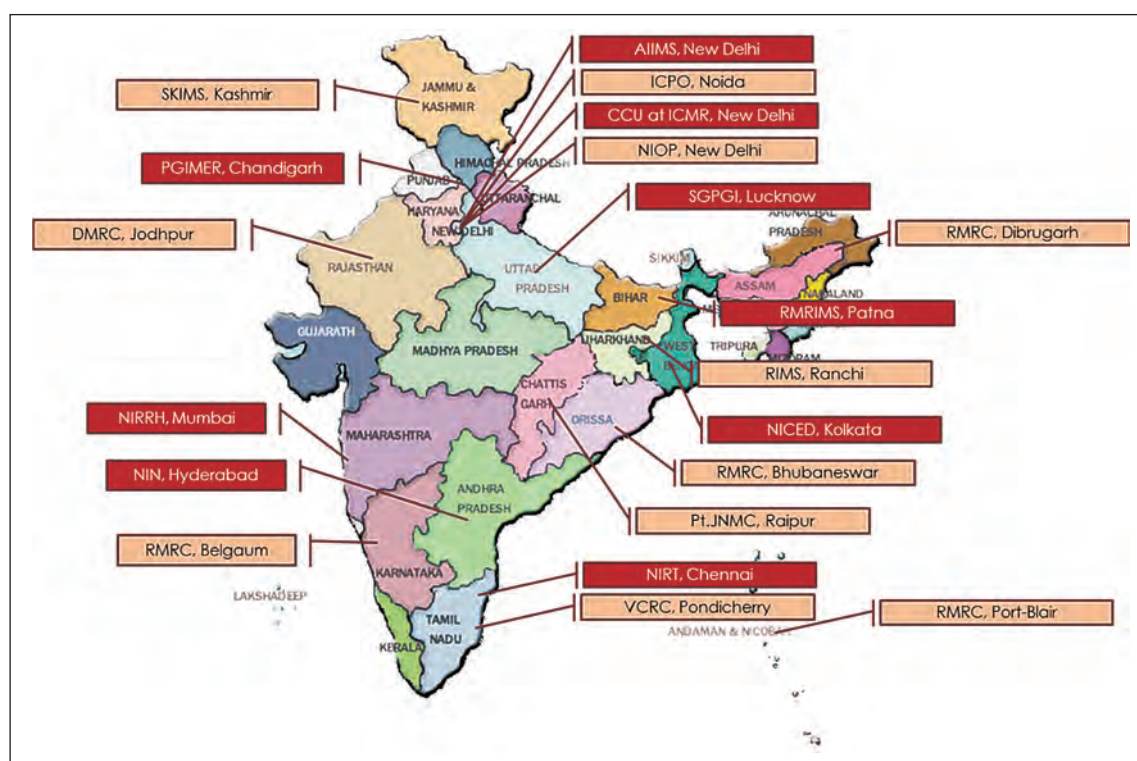 AIIMS, New Delhi
JAMMU &
KASHMIR
ICPO, Noida
SKIMS, Kashmir
CCU at ICMR, New Delhi
NIOP, New Delhi
HIMACHAL PRADESH
PGIMER, Chandigarh
PUNJAB
SGPGI, Lucknow
UTTARANCHAL
HARYANA
NEW DELHI
ARUNACHAL
PRADESH
DMRC, Jodhpur
RMRC, Dibrugarh
SIKKIM
RAJASTHAN
UTTAR
PRADESH
ASSAM
NAGALAND
BIHAR
RMRIMS, Patna
GUJARATH
JHARKHAND
WEST
TRIPURA
MADHYA PRADESH
RIMS, Ranchi
CHATTIS
GARH
NIRRH, Mumbai
ORISSA
NICED, Kolkata
MAHARASHTRA
NIN, Hyderabad
RMRC, Bhubaneswar
ANDHRA
PRADESH
Pt.JNMC, Raipur
RMRC, Belgaum
KARNATAKA
NIRT, Chennai
LAKSHADEEP
VCRC, Pondicherry
RMRC, Port-Blair
TAMIL
NADU
ANDAMAN & NICOBAR
KERALA